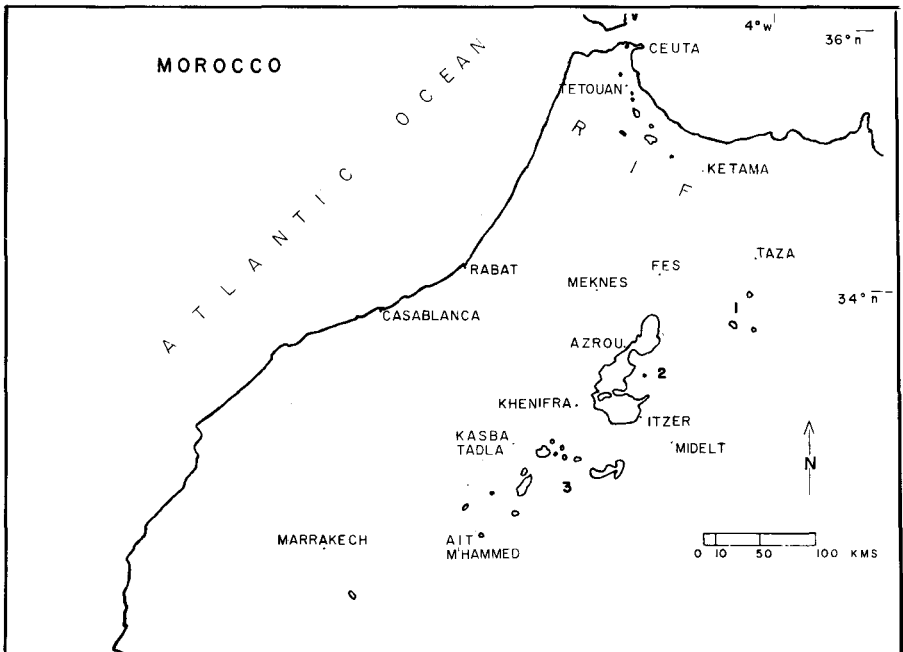 4°w
36°n
CEUTA
MOROCCO
ATLANTIC OCEAN
TETOUAN
RIF
KETAMA
TAZA
FES
RABAT
MEKNES
34°n
1
CASABLANCA
AZROU
2
KHENIFRA
ITZER
KASBA
TADLA
MIDELT
N
3
MARRAKECH
AIT
M'HAMMED
0 10 50 100 KMS